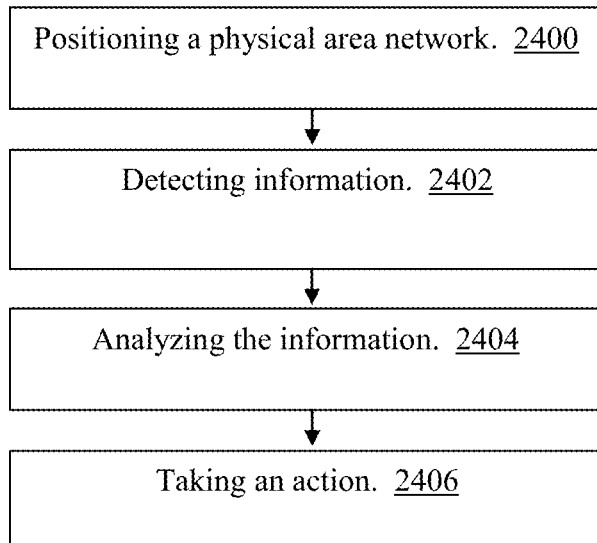 Positioning a physical area network. 2400
Detecting information. 2402
Analyzing the information. 2404
Taking an action. 2406